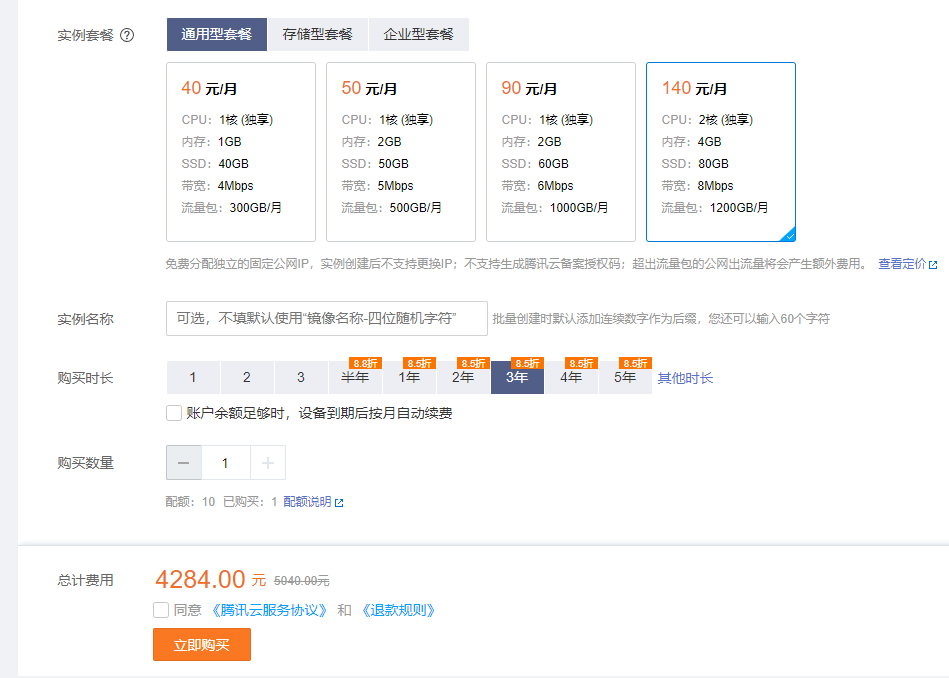 实例套餐 ?
通用型套餐 存储型套餐 企业型套餐
40 元/月
CPU: 1核 (独享)
内存: 1GB
SSD: 40GB
带宽: 4Mbps
流量包: 300GB/月
50 元/月
CPU: 1核 (独享)
内存: 2GB
SSD: 50GB
带宽: 5Mbps
流量包: 500GB/月
90 元/月
CPU: 1核 (独享)
内存: 2GB
SSD: 60GB
带宽: 6Mbps
流量包: 1000GB/月
140 元/月
CPU: 2核 (独享)
内存: 4GB
SSD: 80GB
带宽: 8Mbps
流量包: 1200GB/月
免费分配独立的固定公网IP，实例创建后不支持更换IP；不支持生成腾讯云备案授权码；超出流量包的公网出流量将会产生额外费用。 查看定价
实例名称 可选，不填默认使用“镜像名称-四位随机字符” 批量创建时默认添加连续数字作为后缀，您还可以输入60个字符
8.8折 8.5折 8.5折 8.5折 8.5折 8.5折
购买时长 1 2 3 半年 1年 2年 3年 4年 5年 其他时长
账户余额足够时，设备到期后按月自动续费
购买数量 − 1 +
配额: 10 已购买: 1 配额说明
总计费用 4284.00 元 5040.00元
同意 《腾讯云服务协议》 和 《退款规则》
立即购买